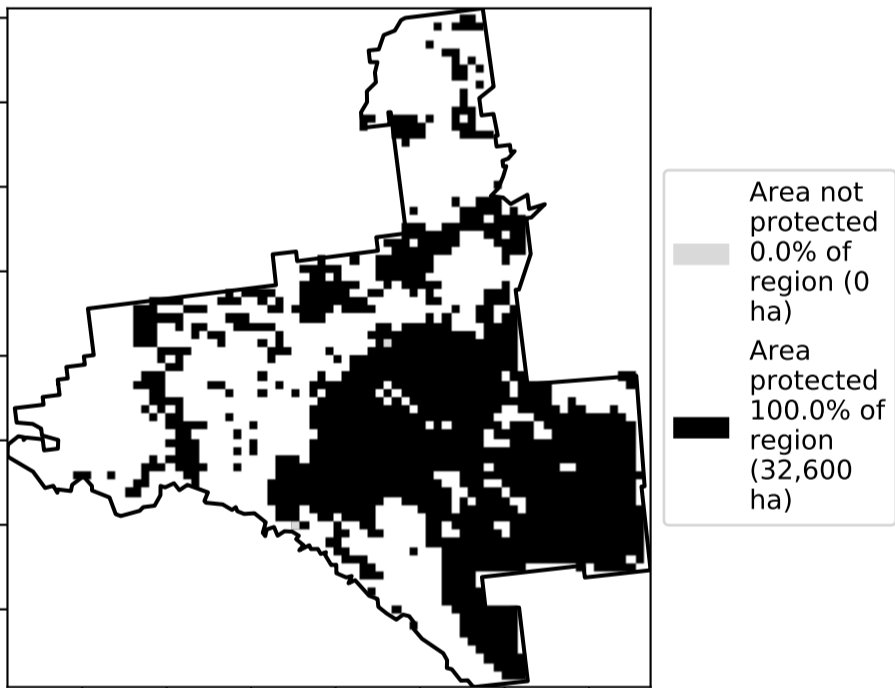 Area not
protected
0.0% of
region (0
ha)
Area
protected
100.0% of
region
(32,600
ha)